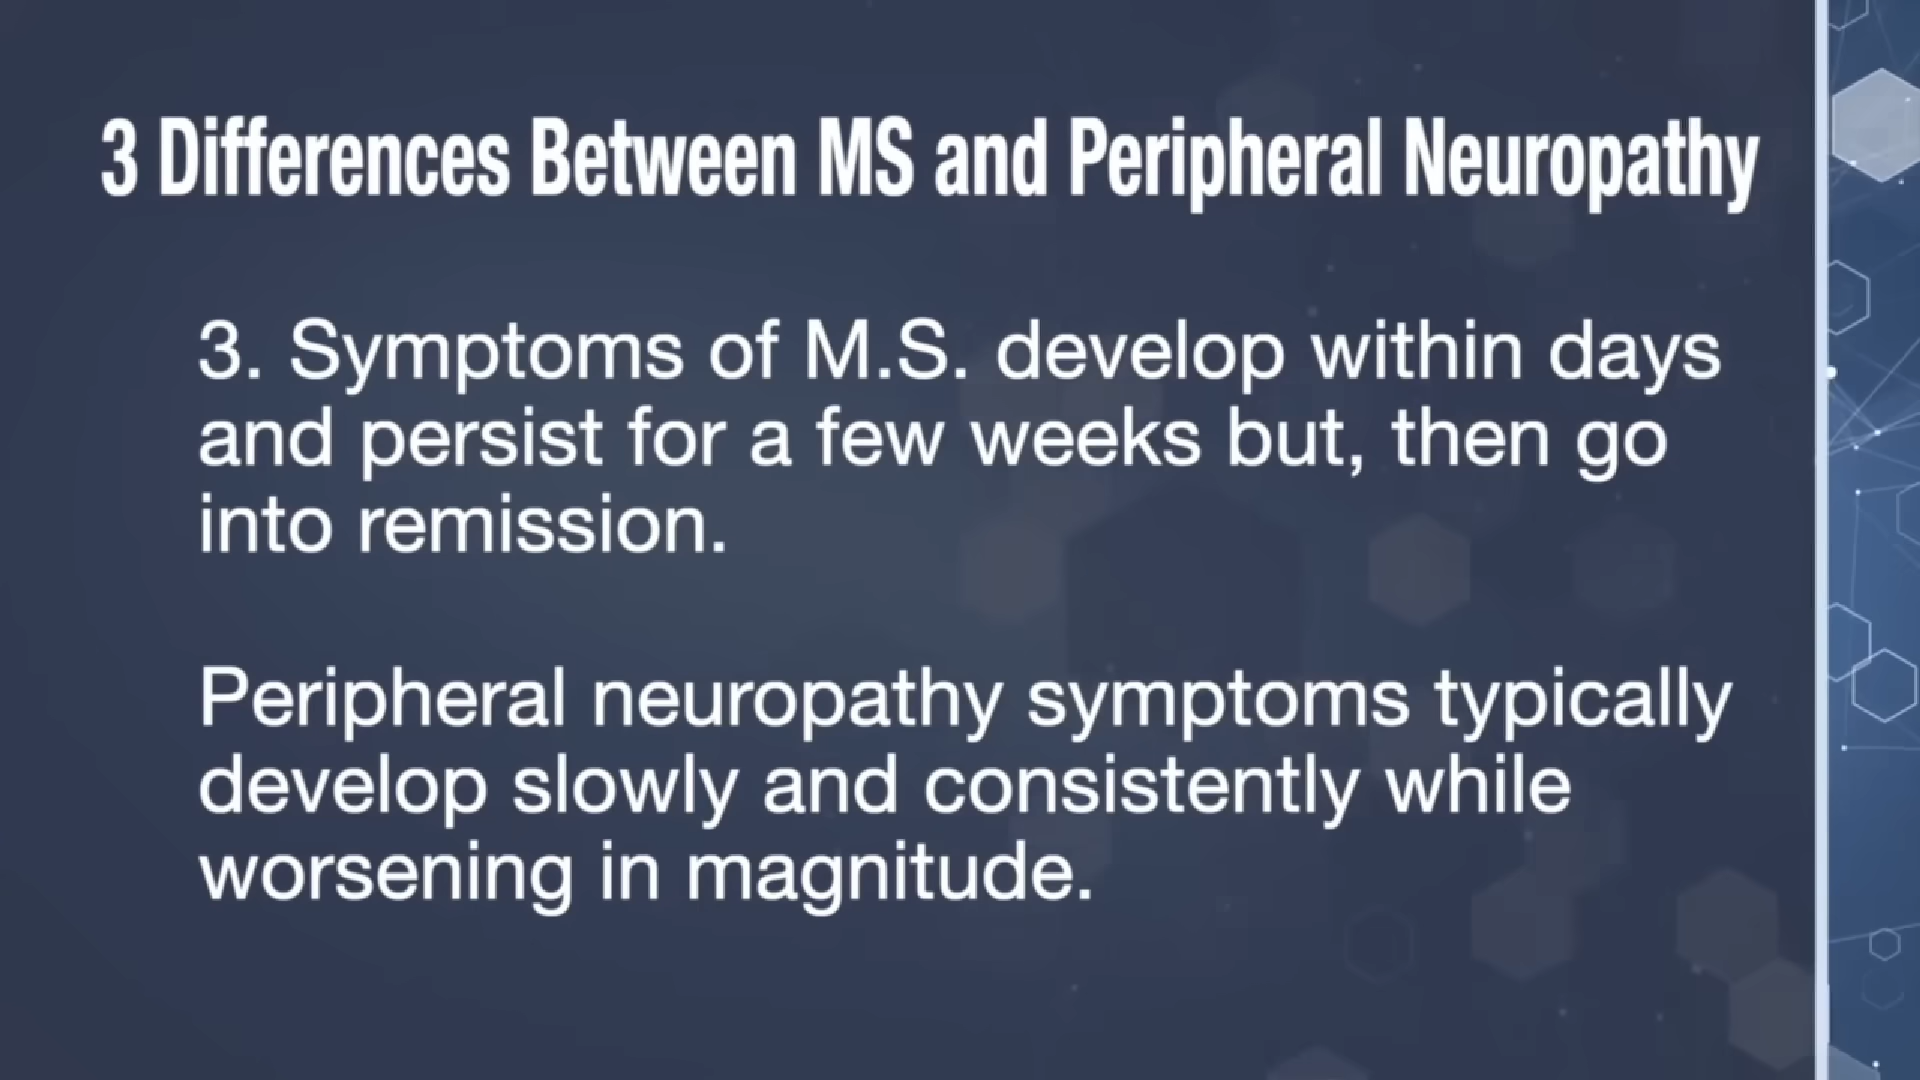 3 Differences Between MS and Peripheral Neuropathy
3. Symptoms of M.S. develop within days
and persist for a few weeks but, then go
into remission.
Peripheral neuropathy symptoms typically
develop slowly and consistently while
worsening in magnitude.